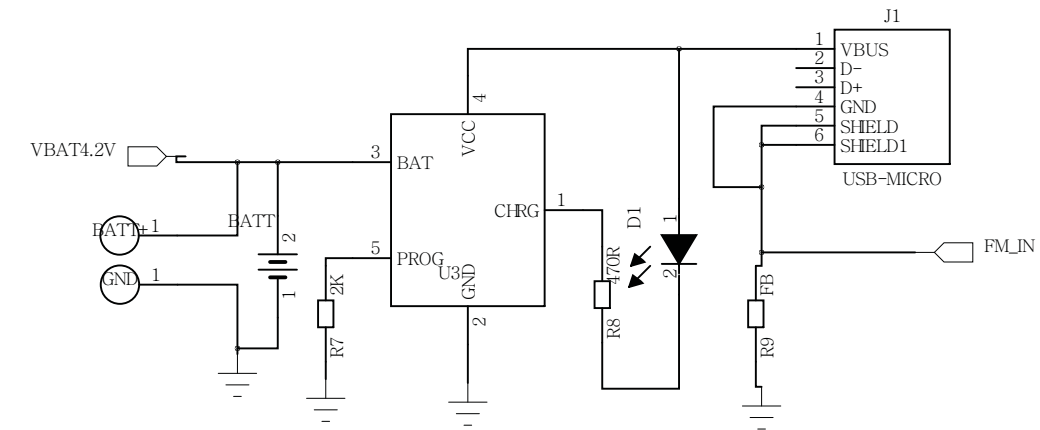 J1
1 VBUS
2 D-
3 D+
4 GND
5 SHIELD
6 SHIELD1
USB-MICRO
VBAT4.2V
3 BAT
4 VCC
BATT+ 1
BATT
2
1
GND 1
CHRG 1
5 PROG
U3
GND
2
2K
R7
D1
1
2
470R
R8
FM_IN
FB
R9